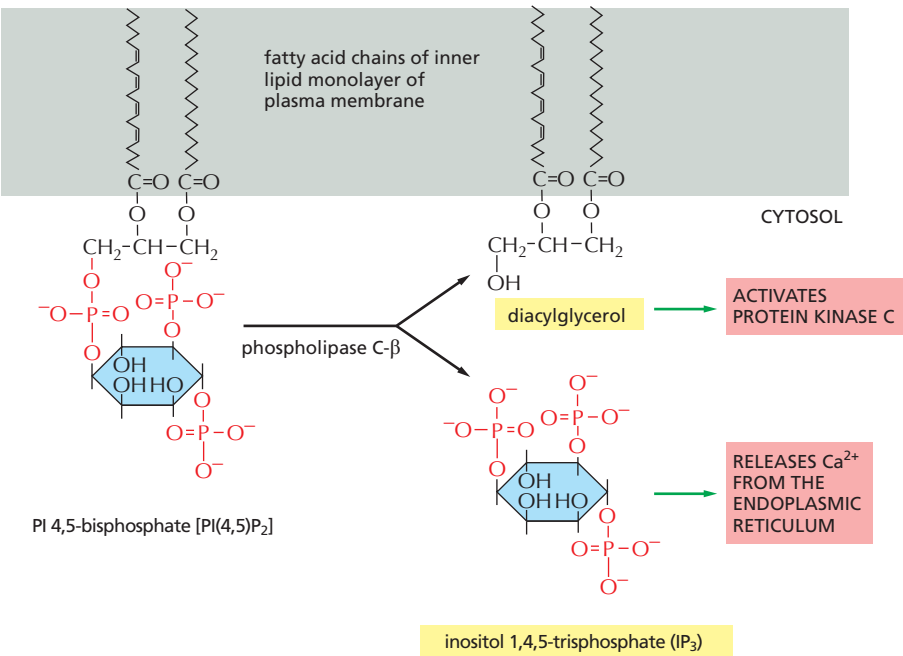 fatty acid chains of inner
lipid monolayer of
plasma membrane
C=O C=O
C=O C=O
O O
O O
CYTOSOL
CH₂–CH–CH₂
CH₂–CH–CH₂
OH
O O⁻
⁻O–P=O O=P–O⁻
O O
OH
OH HO
O
O=P–O⁻
O⁻
phospholipase C-β
diacylglycerol
ACTIVATES
PROTEIN KINASE C
O⁻ O⁻
⁻O–P=O O=P–O⁻
O O
OH
OH HO
O
O=P–O⁻
O⁻
RELEASES Ca²⁺
FROM THE
ENDOPLASMIC
RETICULUM
PI 4,5-bisphosphate [PI(4,5)P₂]
inositol 1,4,5-trisphosphate (IP₃)